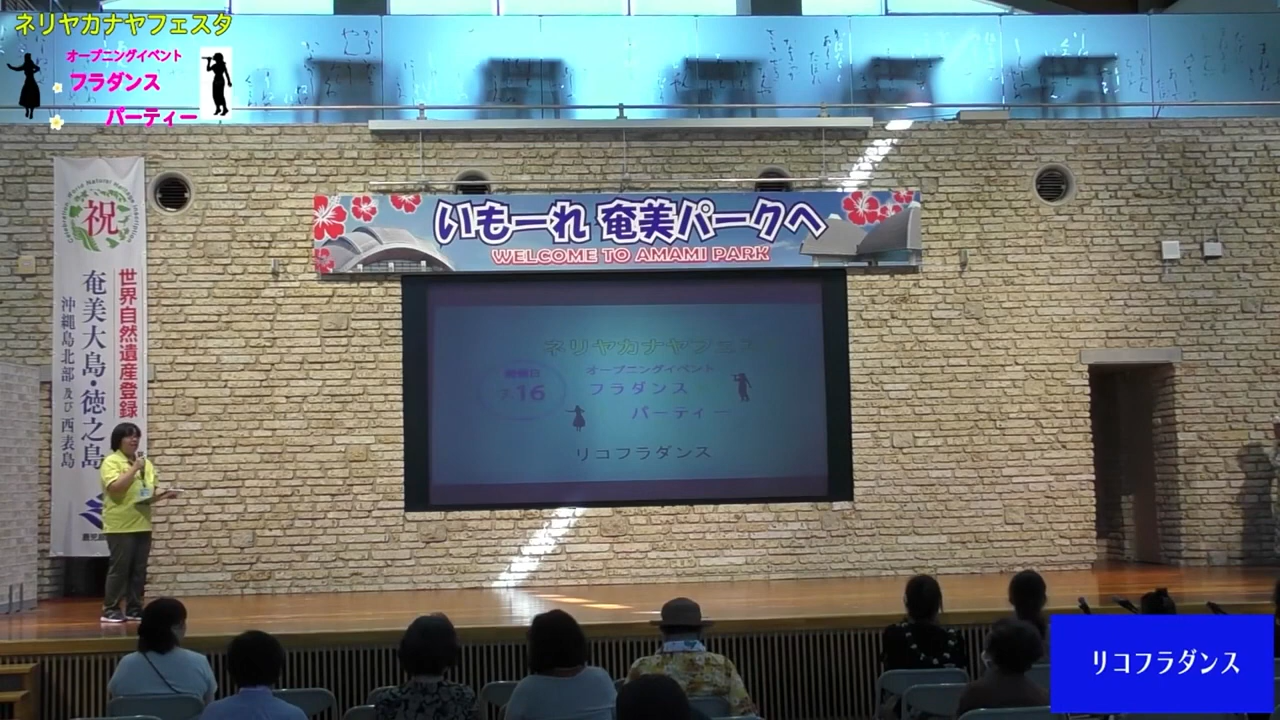 ネリヤカナヤフェスタ
オープニングイベント
フラダンス
パーティー
祝
世界自然遺産登録
奄美大島・徳之島
沖縄島北部及び西表島
いもーれ 奄美パークへ
WELCOME TO AMAMI PARK
ネリヤカナヤフェス
オープニングイベント
16
フラダンス
パーティー
リコフラダンス
リコフラダンス